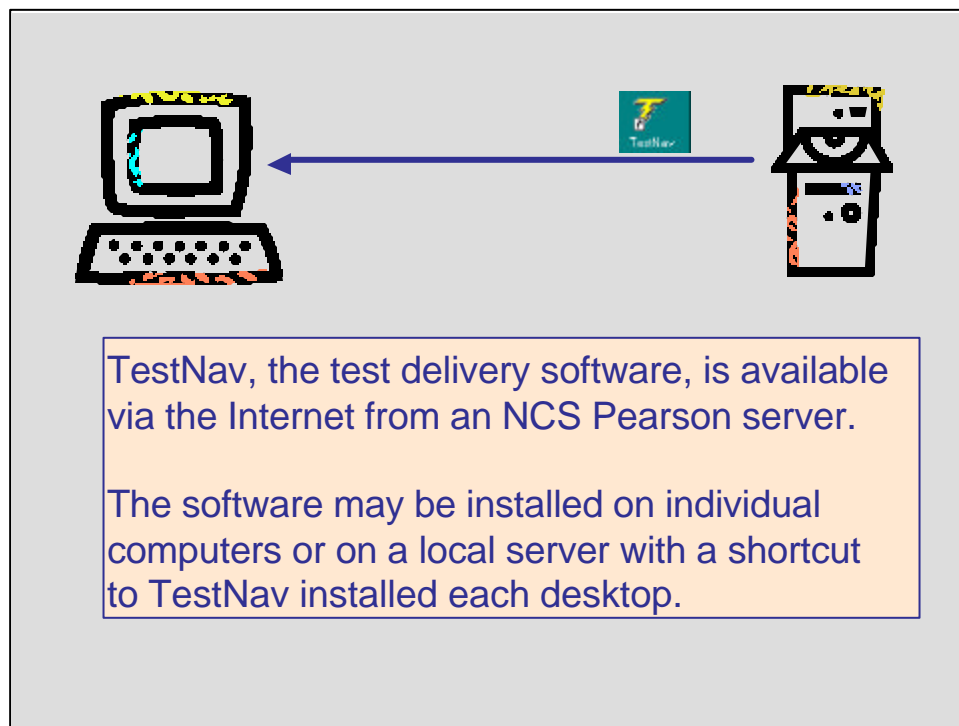 TestNav
TestNav, the test delivery software, is available
via the Internet from an NCS Pearson server.
The software may be installed on individual
computers or on a local server with a shortcut
to TestNav installed each desktop.